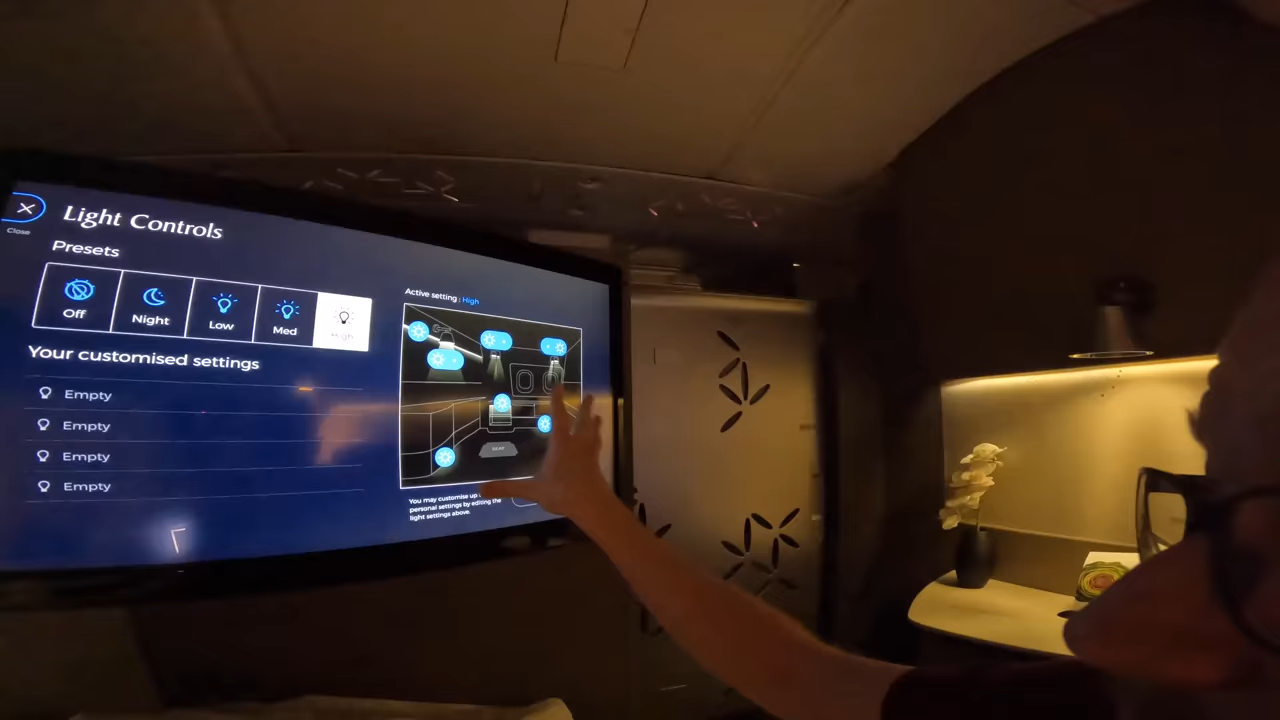 Close
Light Controls
Presets
Off
Night
Low
Med
High
Your customised settings
Empty
Empty
Empty
Empty
Active setting : High
You may customise up
personal settings by editing the
light settings above.